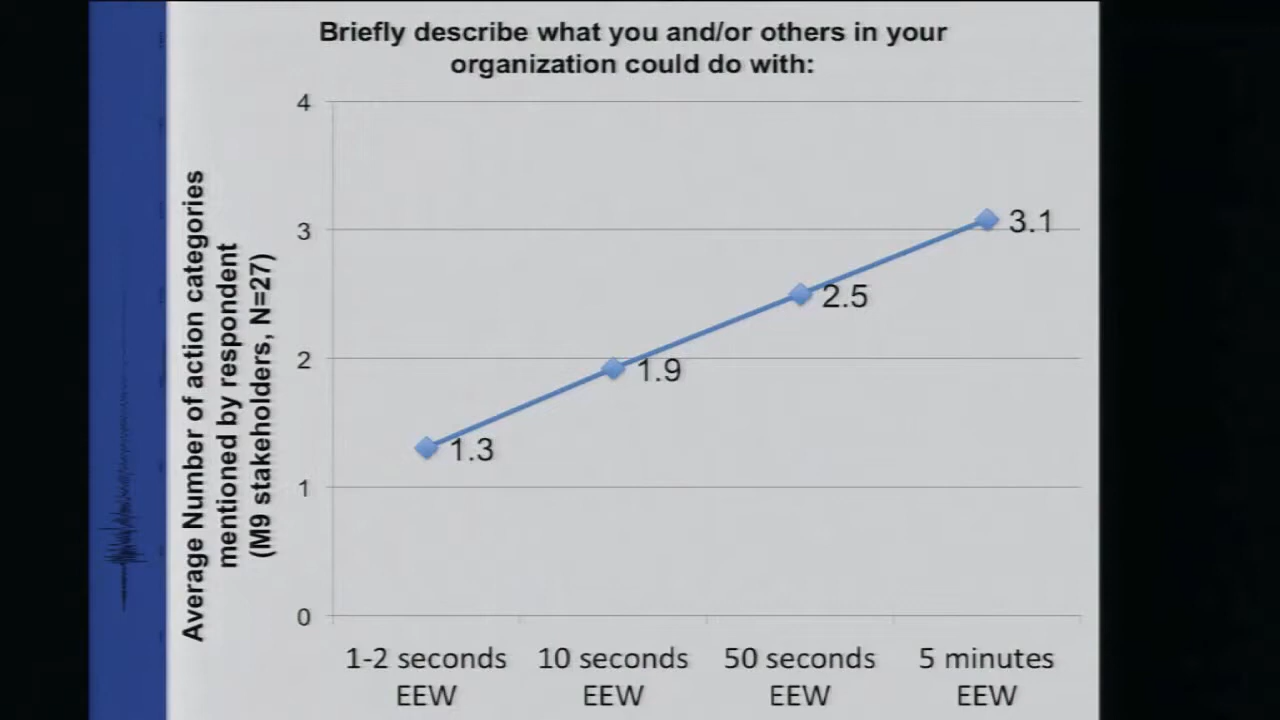 Briefly describe what you and/or others in your
organization could do with:
Average Number of action categories
mentioned by respondent
(M9 stakeholders, N=27)
4
3
2
1
0
3.1
2.5
1.9
1.3
1-2 seconds
EEW
10 seconds
EEW
50 seconds
EEW
5 minutes
EEW